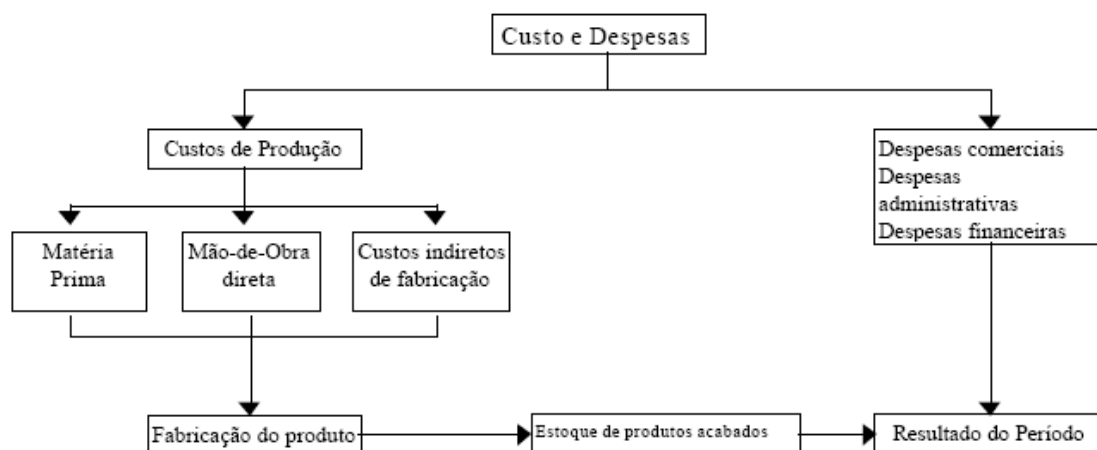 Custo e Despesas
Custos de Produção
Despesas comerciais
Despesas
administrativas
Despesas financeiras
Matéria
Prima
Mão-de-Obra
direta
Custos indiretos
de fabricação
Fabricação do produto
Estoque de produtos acabados
Resultado do Período